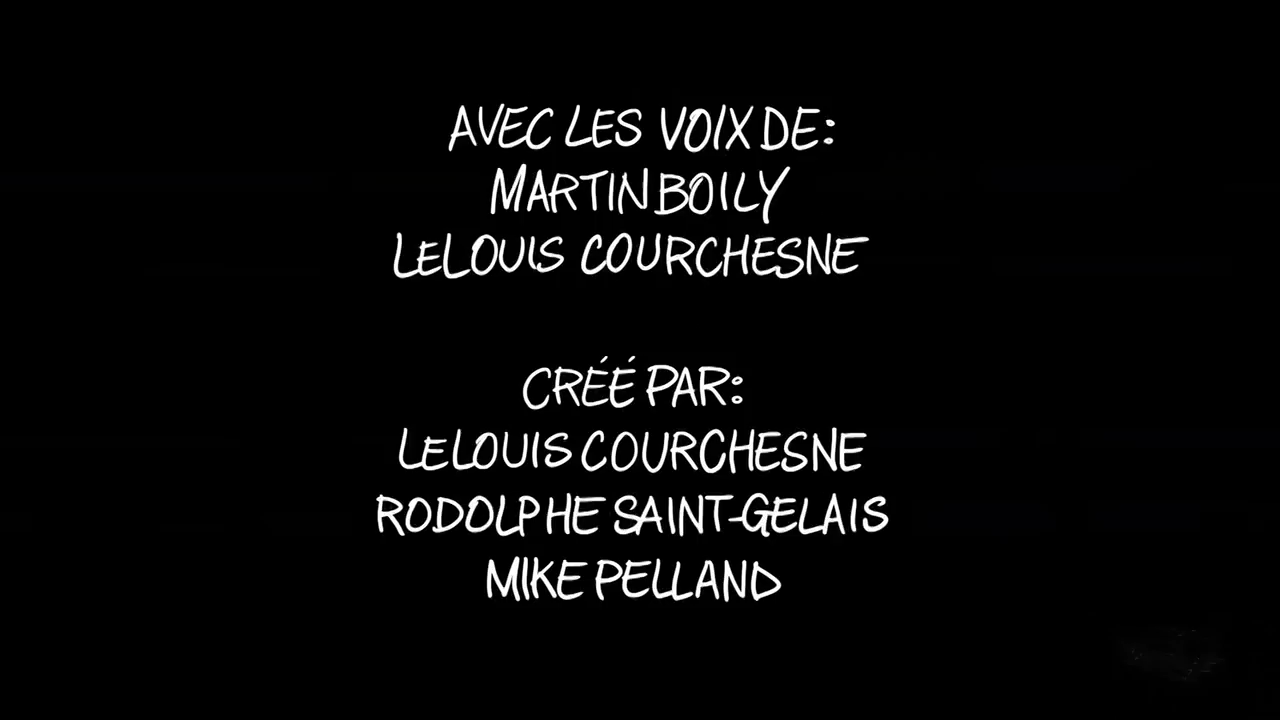 AVEC LES VOIX DE:
MARTIN BOILY
LELOUIS COURCHESNE
CRÉÉ PAR:
LELOUIS COURCHESNE
RODOLPHE SAINT-GELAIS
MIKE PELLAND